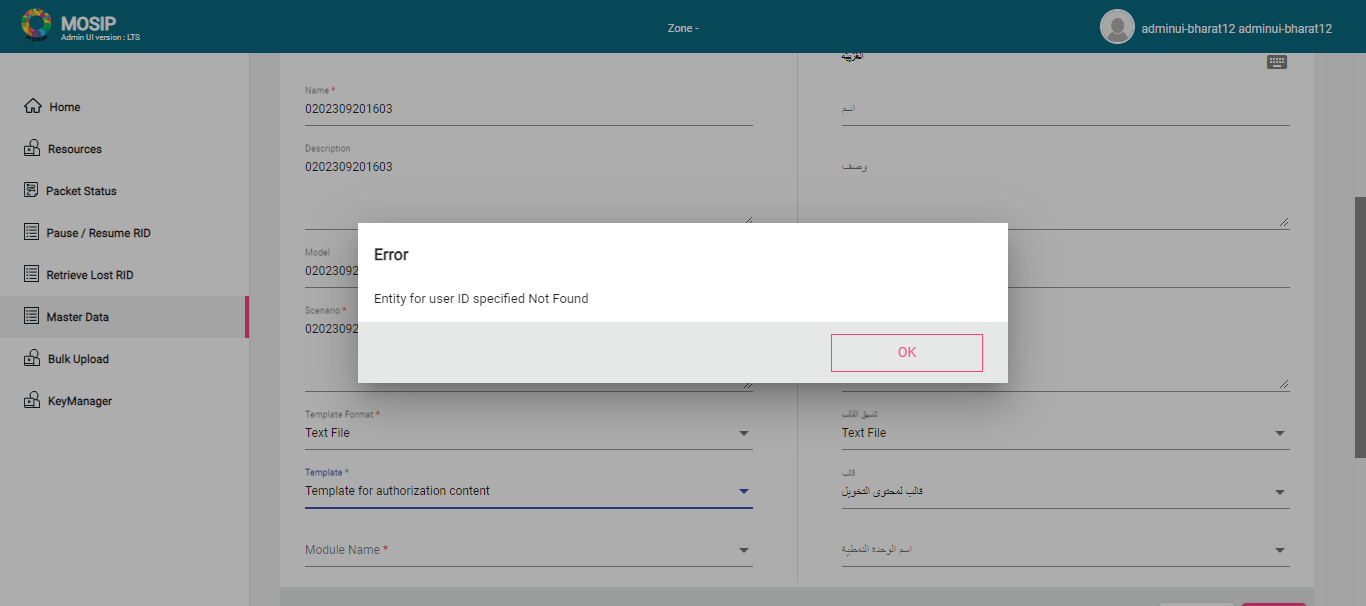 MOSIP
Admin UI version : LTS
Zone -
adminui-bharat12 adminui-bharat12
Home
Resources
Packet Status
Pause / Resume RID
Retrieve Lost RID
Master Data
Bulk Upload
KeyManager
Name *
0202309201603
اسم
Description
0202309201603
وصف
Model
02023092
Scenario *
02023092
Error
Entity for user ID specified Not Found
OK
Template Format *
Text File
تنسيق القالب
Text File
Template *
Template for authorization content
قالب
قالب لمحتوى التخويل
Module Name *
اسم الوحدة النمطية